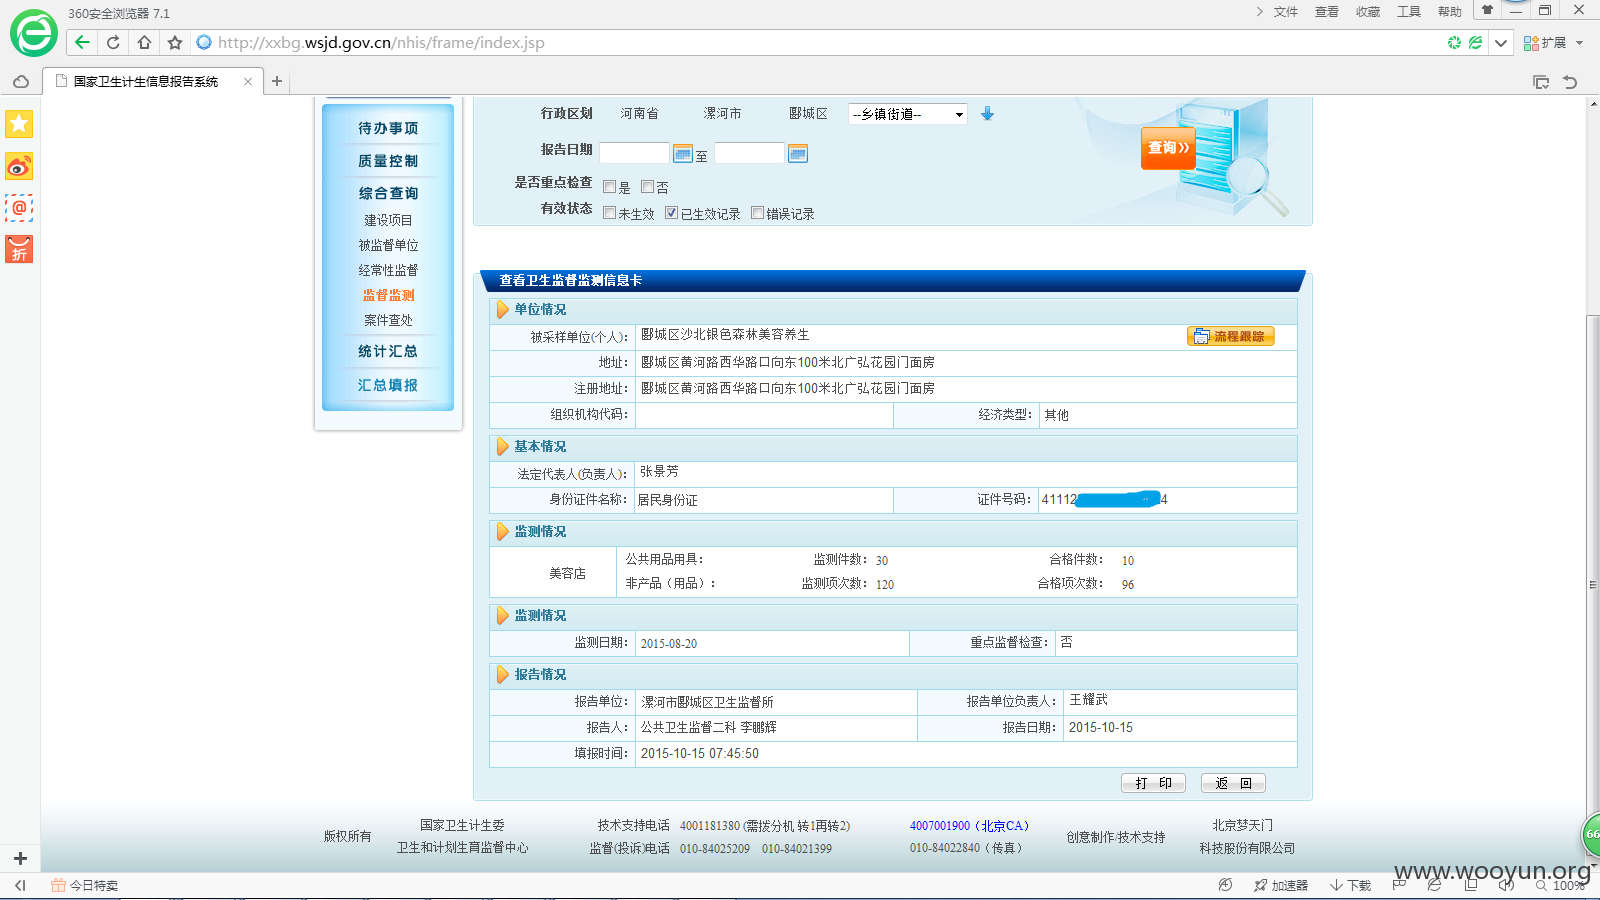 360安全浏览器 7.1
文件 查看 收藏 工具 帮助
http://xxbg.wsjd.gov.cn/nhis/frame/index.jsp
扩展
国家卫生计生信息报告系统
待办事项
质量控制
综合查询
建设项目
被监督单位
经常性监督
监督监测
案件查处
统计汇总
汇总填报
行政区划 河南省 漯河市 郾城区 --乡镇街道--
报告日期 至
是否重点检查 是 否
有效状态 未生效 已生效记录 错误记录
查询
查看卫生监督监测信息卡
单位情况
被采样单位(个人): 郾城区沙北银色森林美容养生
流程跟踪
地址: 郾城区黄河路西华路口向东100米北广弘花园门面房
注册地址: 郾城区黄河路西华路口向东100米北广弘花园门面房
组织机构代码: 经济类型: 其他
基本情况
法定代表人(负责人): 张景芳
身份证件名称: 居民身份证 证件号码: 4112 4
监测情况
美容店
公共用品用具: 监测件数: 30 合格件数: 10
非产品（用品）: 监测项次数: 120 合格项次数: 96
监测情况
监测日期: 2015-08-20 重点监督检查: 否
报告情况
报告单位: 漯河市郾城区卫生监督所 报告单位负责人: 王耀武
报告人: 公共卫生监督二科 李鹏辉 报告日期: 2015-10-15
填报时间: 2015-10-15 07:45:50
打 印 返 回
版权所有 国家卫生计生委 卫生和计划生育监督中心
技术支持电话 4001181380 (需拨分机 转1再转2) 4007001900（北京CA）
监督(投诉)电话 010-84025209 010-84021399 010-84022840（传真）
创意制作/技术支持 北京梦天门 科技股份有限公司
今日特卖
加速器 下载 100%
www.wooyun.org
折
66